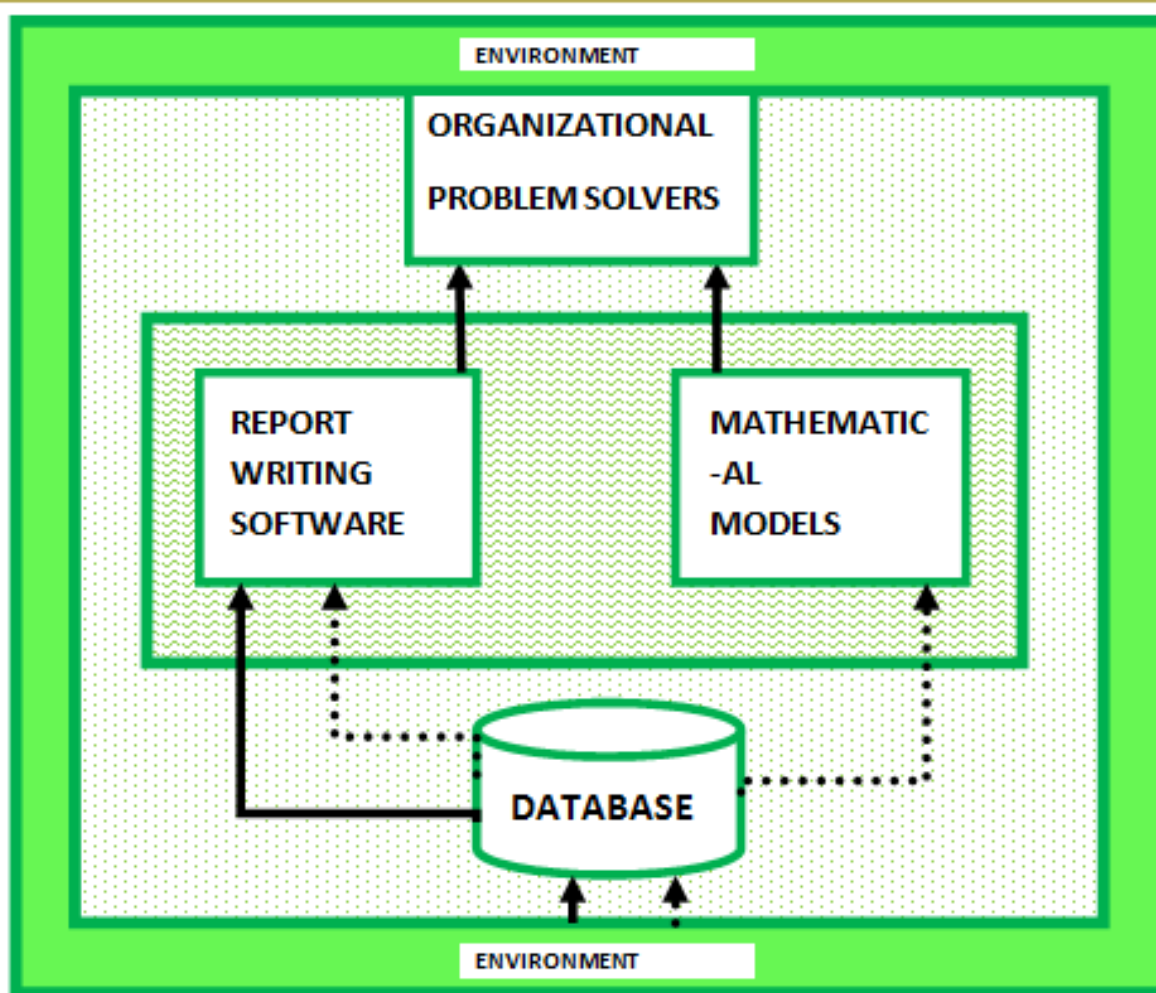 ENVIRONMENT
ORGANIZATIONAL
PROBLEM SOLVERS
REPORT
WRITING
SOFTWARE
MATHEMATIC
-AL
MODELS
DATABASE
ENVIRONMENT